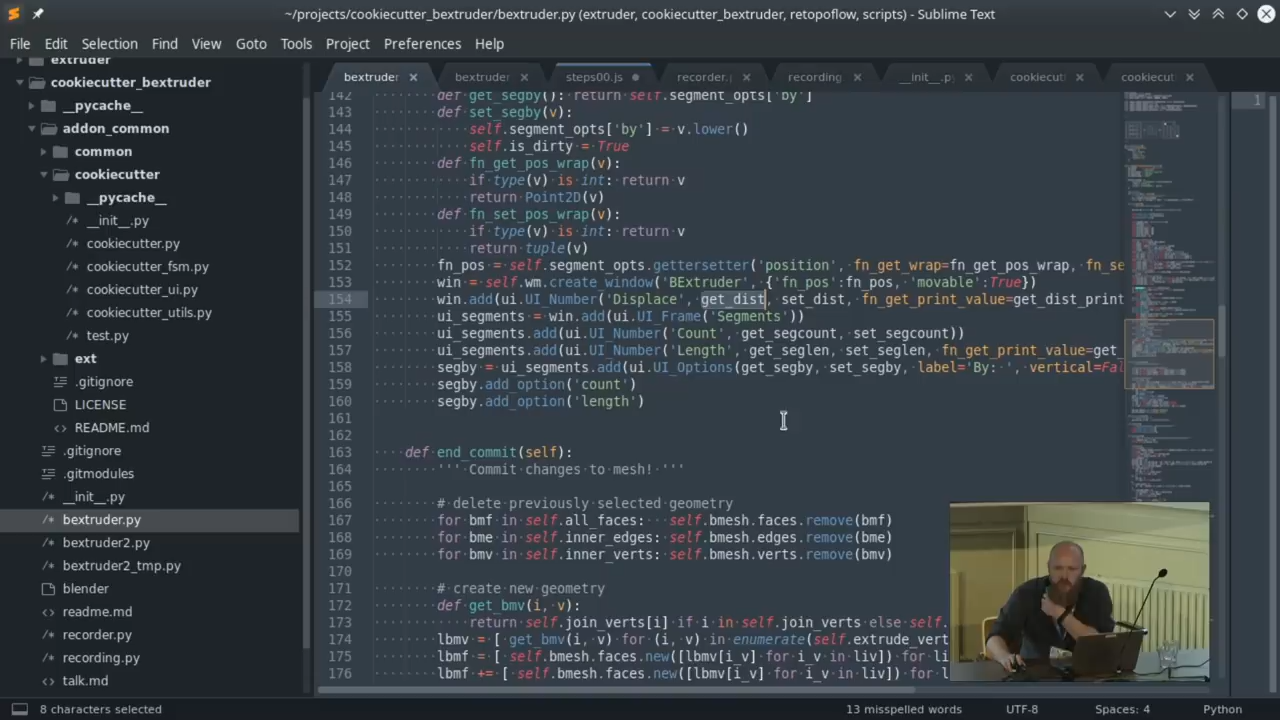 ~/projects/cookiecutter_bextruder/bextruder.py (extruder, cookiecutter_bextruder, retopoflow, scripts) - Sublime Text
File Edit Selection Find View Goto Tools Project Preferences Help
extruder
cookiecutter_bextruder
__pycache__
addon_common
common
cookiecutter
__pycache__
/* __init__.py
/* cookiecutter.py
/* cookiecutter_fsm.py
/* cookiecutter_ui.py
/* cookiecutter_utils.py
/* test.py
ext
.gitignore
<> LICENSE
<> README.md
.gitignore
.gitmodules
/* __init__.py
/* bextruder.py
/* bextruder2.py
/* bextruder2_tmp.py
blender
<> readme.md
/* recorder.py
/* recording.py
<> talk.md
bextruder × bextruder × steps00.js recorder.p × recording × __init__.py × cookiecut × cookiecut ×
142 def get_segby(): return self.segment_opts['by']
143 def set_segby(v):
144 self.segment_opts['by'] = v.lower()
145 self.is_dirty = True
146 def fn_get_pos_wrap(v):
147 if type(v) is int: return v
148 return Point2D(v)
149 def fn_set_pos_wrap(v):
150 if type(v) is int: return v
151 return tuple(v)
152 fn_pos = self.segment_opts.gettersetter('position', fn_get_wrap=fn_get_pos_wrap, fn_se
153 win = self.wm.create_window('BExtruder', {'fn_pos':fn_pos, 'movable':True})
154 win.add(ui.UI_Number('Displace', get_dist, set_dist, fn_get_print_value=get_dist_print
155 ui_segments = win.add(ui.UI_Frame('Segments'))
156 ui_segments.add(ui.UI_Number('Count', get_segcount, set_segcount))
157 ui_segments.add(ui.UI_Number('Length', get_seglen, set_seglen, fn_get_print_value=get_
158 segby = ui_segments.add(ui.UI_Options(get_segby, set_segby, label='By: ', vertical=Fal
159 segby.add_option('count')
160 segby.add_option('length')
161
162
163 def end_commit(self):
164 ''' Commit changes to mesh! '''
165
166 # delete previously selected geometry
167 for bmf in self.all_faces: self.bmesh.faces.remove(bmf)
168 for bme in self.inner_edges: self.bmesh.edges.remove(bme)
169 for bmv in self.inner_verts: self.bmesh.verts.remove(bmv)
170
171 # create new geometry
172 def get_bmv(i, v):
173 return self.join_verts[i] if i in self.join_verts else self.
174 lbmv = [ get_bmv(i, v) for (i, v) in enumerate(self.extrude_vert
175 lbmf = [ self.bmesh.faces.new([lbmv[i_v] for i_v in liv]) for li
176 lbmf += [ self.bmesh.faces.new([lbmv[i_v] for i_v in liv]) for l
1
8 characters selected 13 misspelled words UTF-8 Spaces: 4 Python